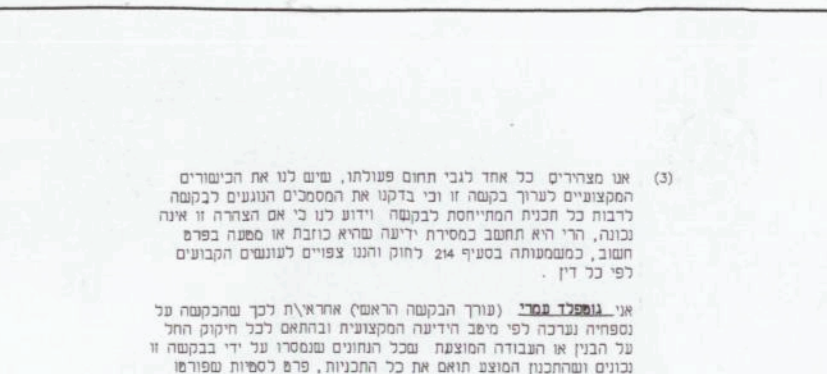 (3) אנו מצהירים כל אחד לגבי תחום פעולתו, שיש לנו את הכישורים
המקצועיים לערוך בקשה זו וכי בדקנו את המסמכים הנוגעים לבקשה
לרבות כל תכנית המתייחסת לבקשה וידוע לנו כי אם הצהרה זו אינה
נכונה, הרי היא תחשב כמסירת ידיעה שהיא כוזבת או מטעה בפרט
חשוב, כמשמעותה בסעיף 214 לחוק והננו צפויים לעונשים הקבועים
לפי כל דין .
אני גומפלד עמרי (עורך הבקשה הראשי) אחראי\ת לכך שהבקשה על
נספחיה נערכה לפי מיטב הידיעה המקצועית ובהתאם לכל חיקוק החל
על הבנין או העבודה המוצעת שכל הנתונים שנמסרו על ידי בבקשה זו
נכונים ושהתכנון המוצע תואם את כל התכניות, פרט לסטיות שפורטו